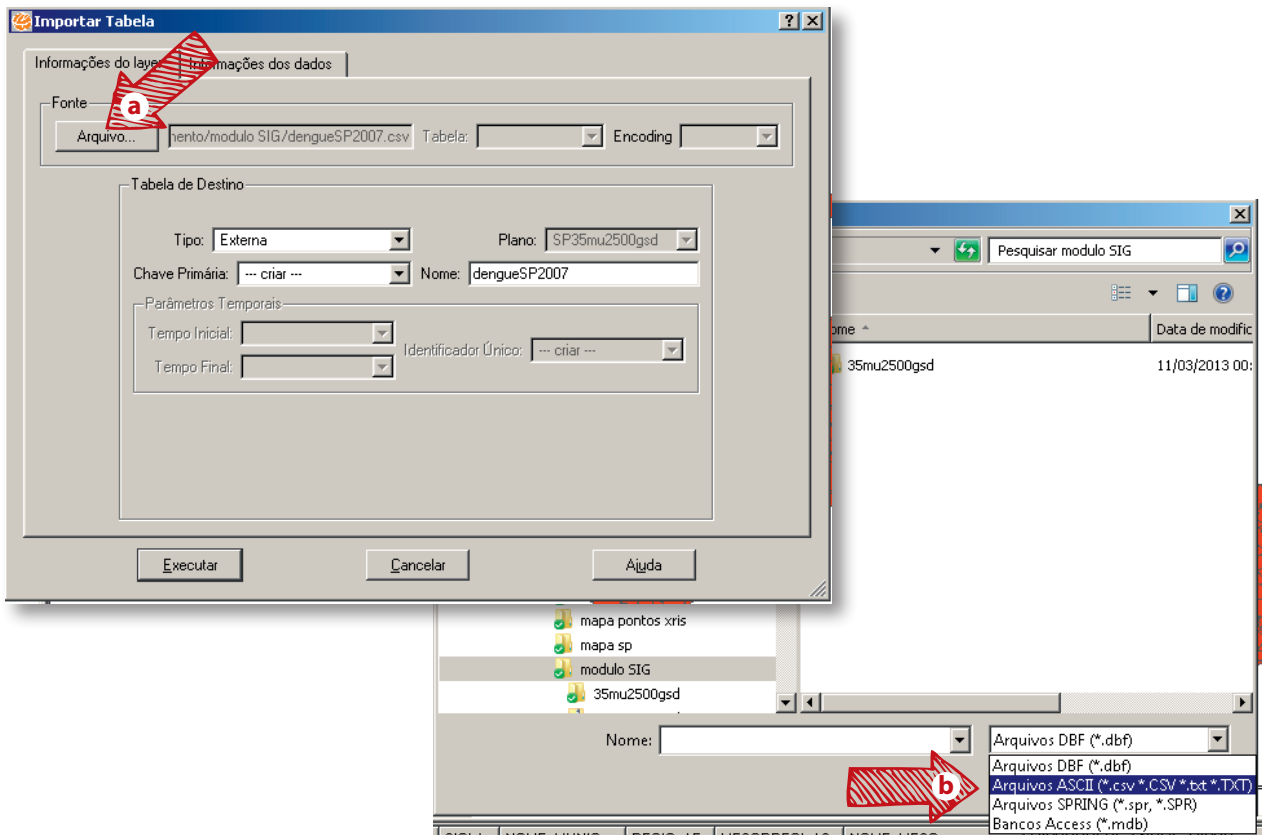 Importar Tabela
Informações do layer Informações dos dados
a
Fonte
Arquivo... mento/modulo SIG/dengueSP2007.csv Tabela: Encoding
Tabela de Destino
Tipo: Externa Plano: SP35mu2500gsd
Chave Primária: --- criar --- Nome: dengueSP2007
Parâmetros Temporais
Tempo Inicial:
Identificador Único: --- criar ---
Tempo Final:
Executar Cancelar Ajuda
Pesquisar modulo SIG
ome Data de modific
35mu2500gsd 11/03/2013 00:
mapa pontos xris
mapa sp
modulo SIG
35mu2500gsd
Nome: Arquivos DBF (*.dbf)
Arquivos DBF (*.dbf)
b
Arquivos ASCII (*.csv *.CSV *.txt *.TXT)
Arquivos SPRING (*.spr, *.SPR)
Bancos Access (*.mdb)